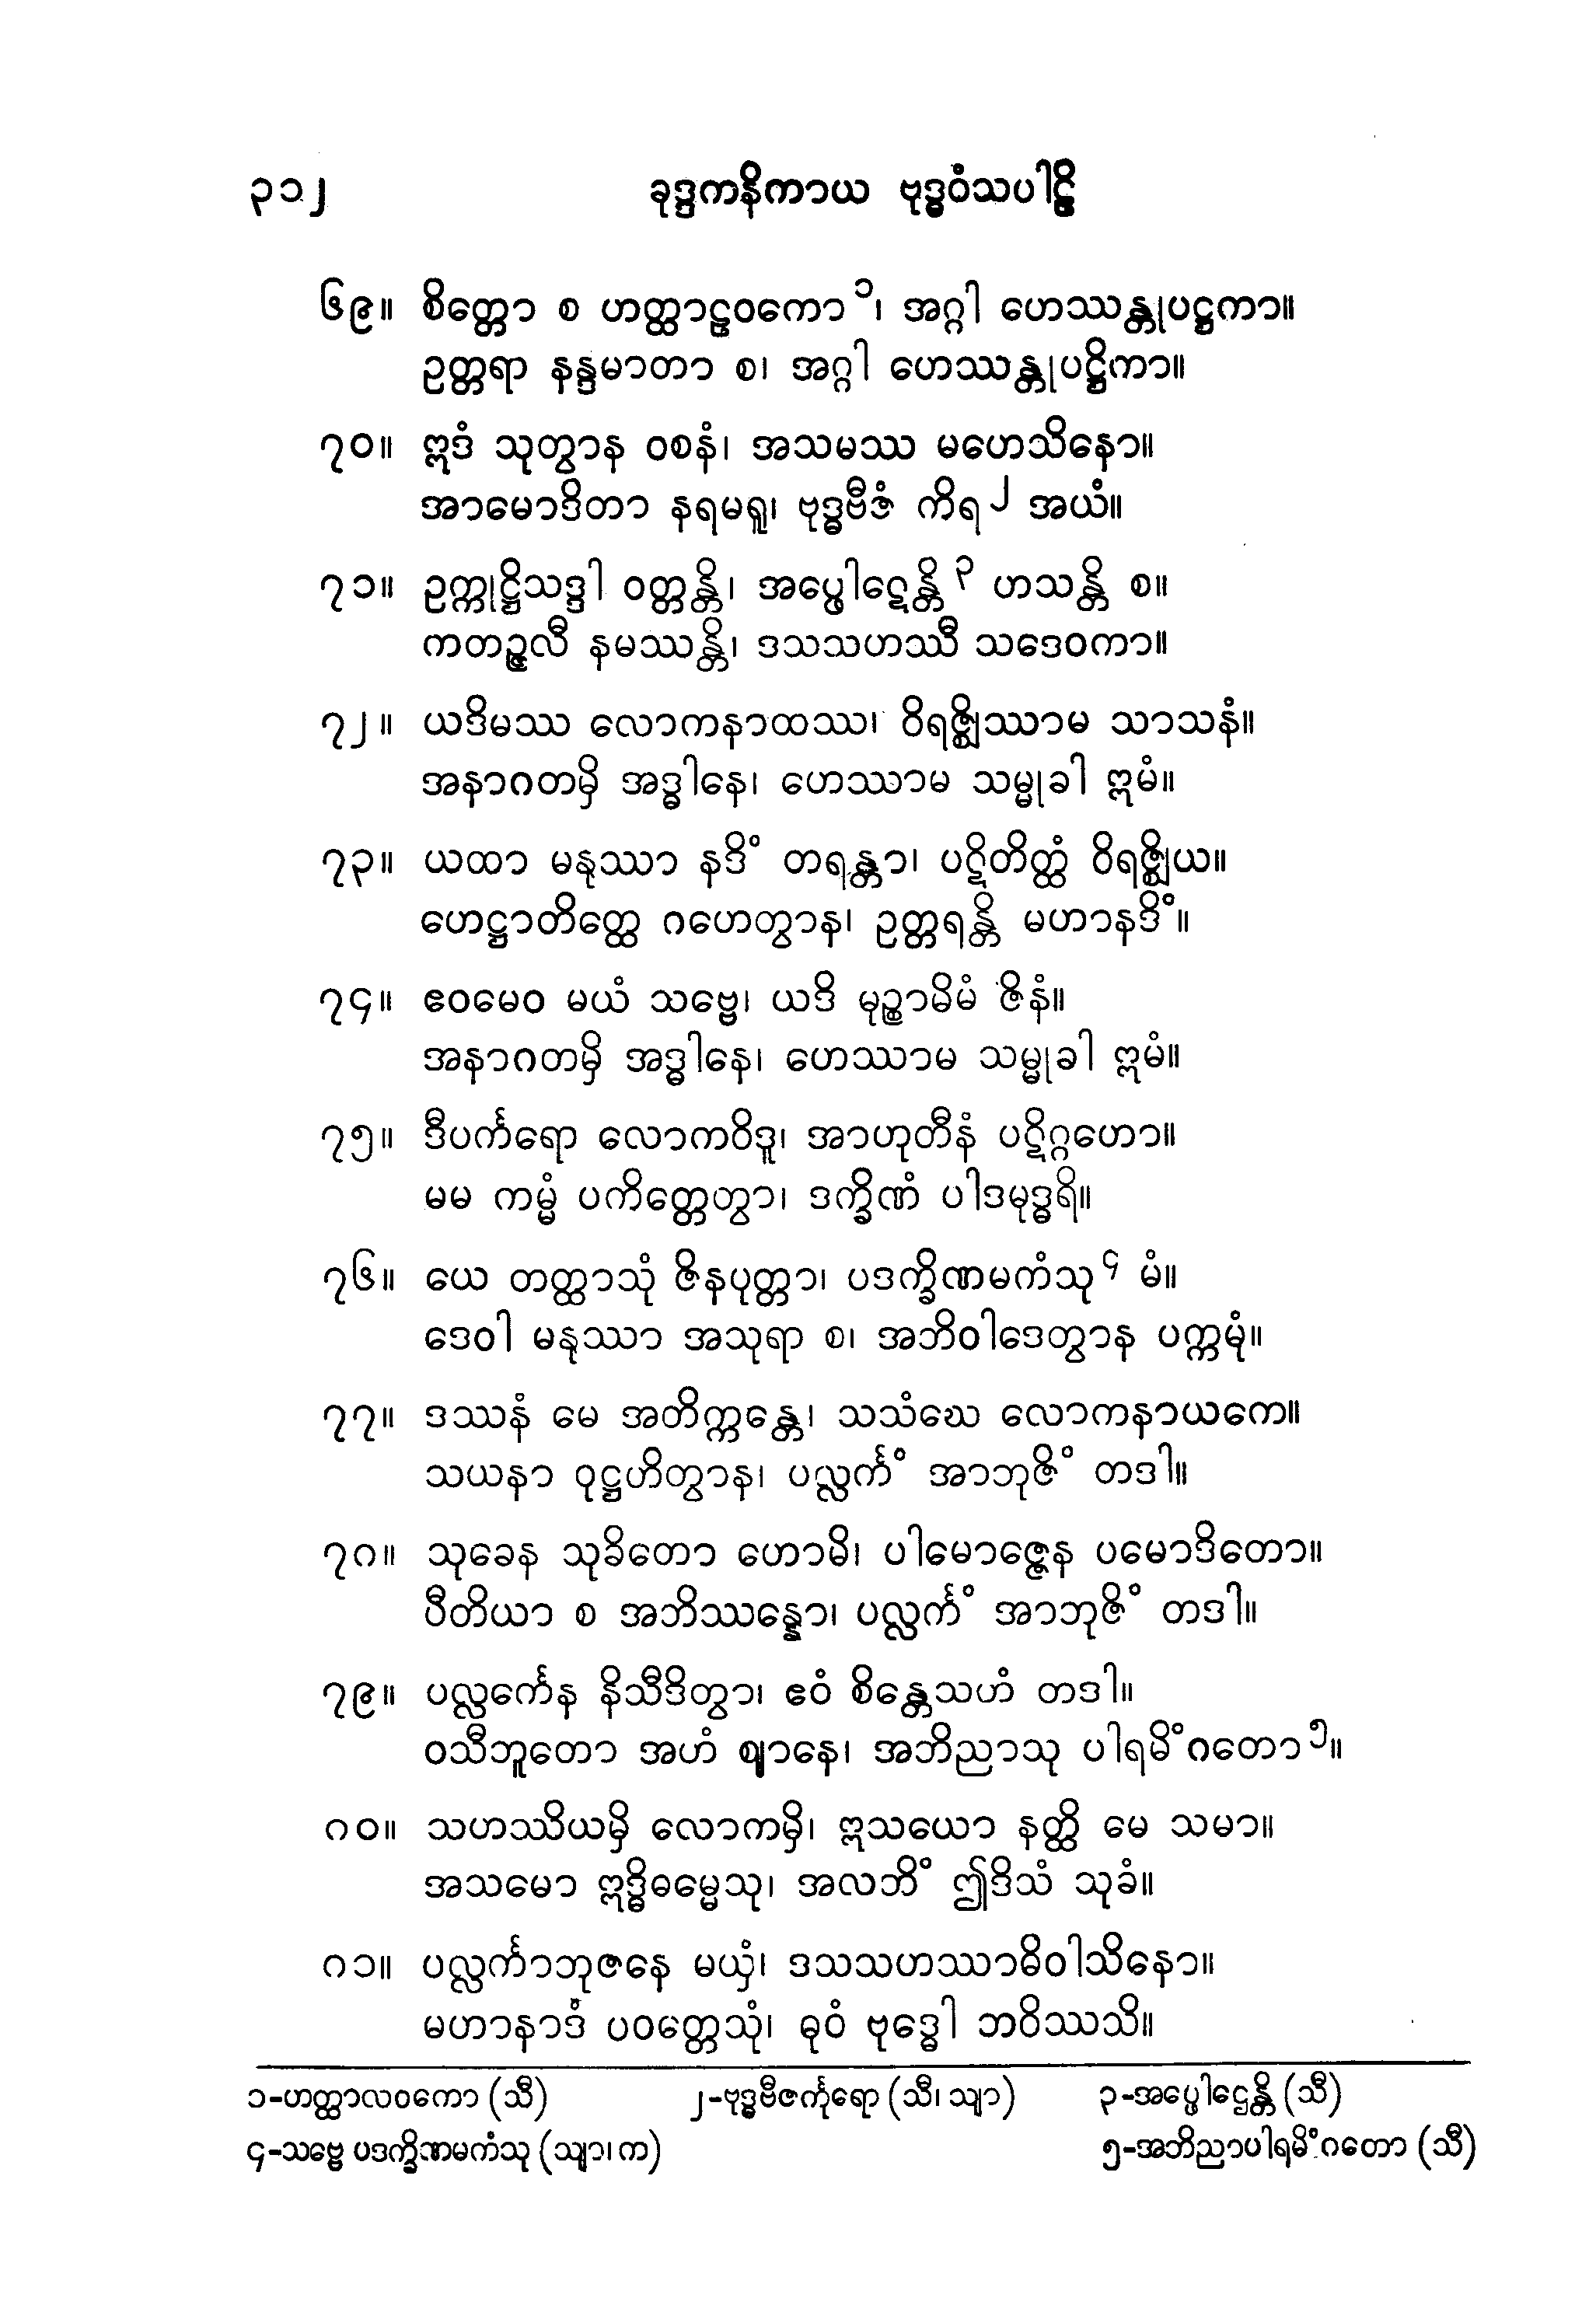 ၃၁၂ ခုဒ္ဒကနိကာယ ဗုဒ္ဓဝံသပါဠိ
၆၉။ စိတ္တော စ ဟတ္ထာဠဝကော၁၊ အဂ္ဂါ ဟေဿန္တုပဋ္ဌကာ။
ဥတ္တရာ နန္ဒမာတာ စ၊ အဂ္ဂါ ဟေဿန္တုပဋ္ဌိကာ။
၇၀။ ဣဒံ သုတွာန ဝစနံ၊ အသမဿ မဟေသိနော။
အာမောဒိတာ နရမရူ၊ ဗုဒ္ဓဗီဇံ ကိရ၂ အယံ။
၇၁။ ဥက္ကုဋ္ဌိသဒ္ဒါ ဝတ္တန္တိ၊ အပ္ဖေါဋေန္တိ၃ ဟသန္တိ စ။
ကတဉ္ဇလီ နမဿန္တိ၊ ဒသသဟဿီ သဒေဝကာ။
၇၂။ ယဒိမဿ လောကနာထဿ၊ ဝိရဇ္ဈိဿာမ သာသနံ။
အနာဂတမှိ အဒ္ဓါနေ၊ ဟေဿာမ သမ္မုခါ ဣမံ။
၇၃။ ယထာ မနုဿာ နဒိံ တရန္တာ၊ ပဋိတိတ္ထံ ဝိရဇ္ဈိယ။
ဟေဋ္ဌာတိတ္ထေ ဂဟေတွာန၊ ဥတ္တရန္တိ မဟာနဒိံ။
၇၄။ ဧဝမေဝ မယံ သဗ္ဗေ၊ ယဒိ မုဉ္စာမိမံ ဇိနံ။
အနာဂတမှိ အဒ္ဓါနေ၊ ဟေဿာမ သမ္မုခါ ဣမံ။
၇၅။ ဒီပင်္ကရော လောကဝိဒူ၊ အာဟုတီနံ ပဋိဂ္ဂဟော။
မမ ကမ္မံ ပကိတ္တေတွာ၊ ဒက္ခိဏံ ပါဒမုဒ္ဓရိ။
၇၆။ ယေ တတ္ထာသုံ ဇိနပုတ္တာ၊ ပဒက္ခိဏမကံသု၄ မံ။
ဒေဝါ မနုဿာ အသုရာ စ၊ အဘိဝါဒေတွာန ပက္ကမုံ။
၇၇။ ဒဿနံ မေ အတိက္ကန္တေ၊ သသံဃေ လောကနာယကေ။
သယနာ ဝုဋ္ဌဟိတွာန၊ ပလ္လင်္ကံ အာဘုဇိံ တဒါ။
၇၈။ သုခေန သုခိတော ဟောမိ၊ ပါမောဇ္ဇေန ပမောဒိတော။
ပီတိယာ စ အဘိဿန္နော၊ ပလ္လင်္ကံ အာဘုဇိံ တဒါ။
၇၉။ ပလ္လင်္ကေန နိသီဒိတွာ၊ ဧဝံ စိန္တေသဟံ တဒါ။
ဝသီဘူတော အဟံ ဈာနေ၊ အဘိညာသု ပါရမိံဂတော၅။
၈၀။ သဟဿိယမှိ လောကမှိ၊ ဣသယော နတ္ထိ မေ သမာ။
အသမော ဣဒ္ဓိဓမ္မေသု၊ အလဘိံ ဤဒိသံ သုခံ။
၈၁။ ပလ္လင်္ကာဘုဇနေ မယှံ၊ ဒသသဟဿာဓိဝါသိနော။
မဟာနာဒံ ပဝတ္တေသုံ၊ ဓုဝံ ဗုဒ္ဓေါ ဘဝိဿသိ။
၁-ဟတ္ထာလဝကော (သီ) ၂-ဗုဒ္ဓဗီဇင်္ကုရော (သီ၊ သျာ) ၃-အပ္ဖေါဌေန္တိ (သီ)
၄-သဗ္ဗေ ပဒက္ခိဏမကံသု (သျာ၊ က) ၅-အဘိညာပါရမိံဂတော (သီ)